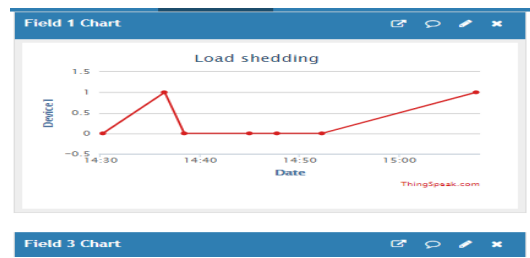 Field 1 Chart
Load shedding
1.5
1
0.5
0
-0.5
Device1
14:30 14:40 14:50 15:00
Date
ThingSpeak.com
Field 3 Chart